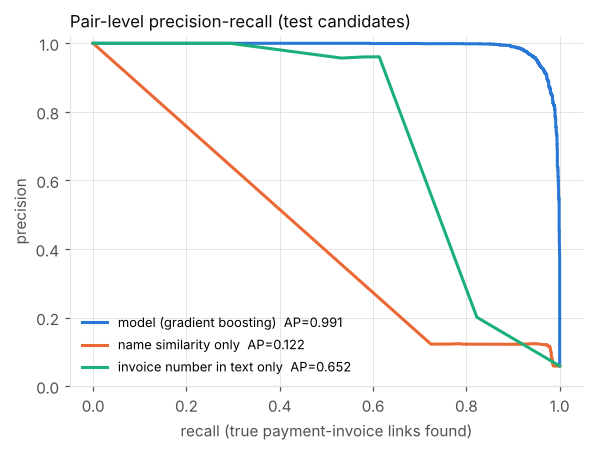 Pair-level precision-recall (test candidates)
1.0
0.8
0.6
0.4
0.2
0.0
precision
model (gradient boosting)  AP=0.991
name similarity only  AP=0.122
invoice number in text only  AP=0.652
0.0 0.2 0.4 0.6 0.8 1.0
recall (true payment-invoice links found)